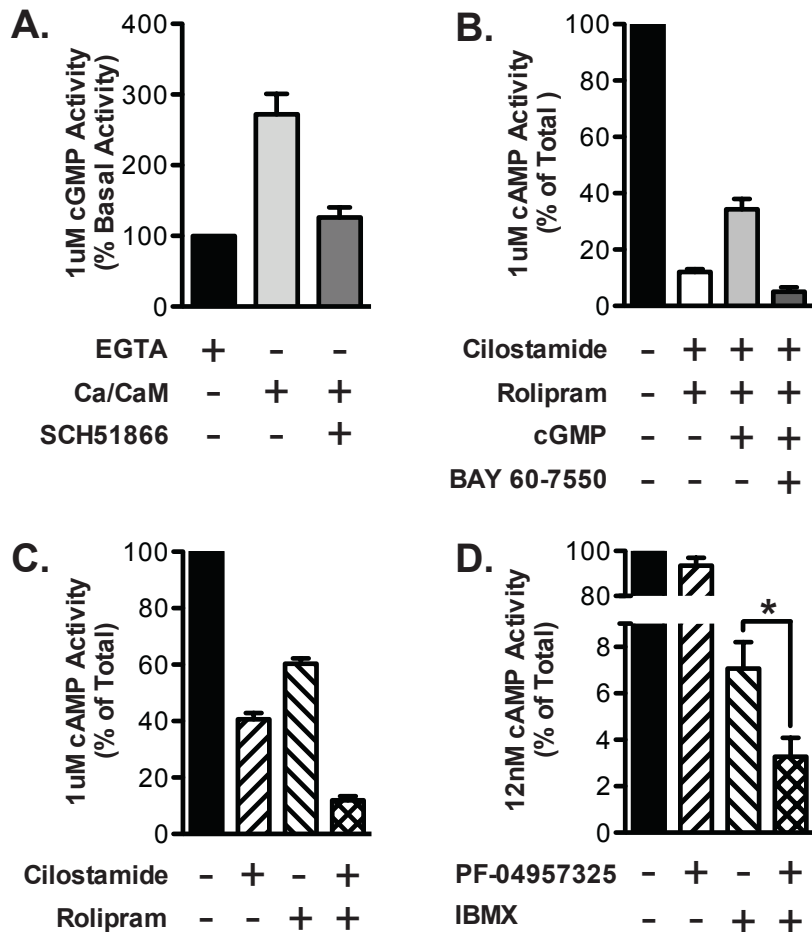 A.
1uM cGMP Activity
(% Basal Activity)
400
300
200
100
0
EGTA + – –
Ca/CaM – + +
SCH51866 – – +
B.
1uM cAMP Activity
(% of Total )
100
80
60
40
20
0
Cilostamide – + + +
Rolipram – + + +
cGMP – – + +
BAY 60-7550 – – – +
C.
1uM cAMP Activity
(% of Total)
100
80
60
40
20
0
Cilostamide – + – +
Rolipram – – + +
D.
12nM cAMP Activity
(% of Total)
100
80
8
6
4
2
0
*
PF-04957325 – + – +
IBMX – – + +